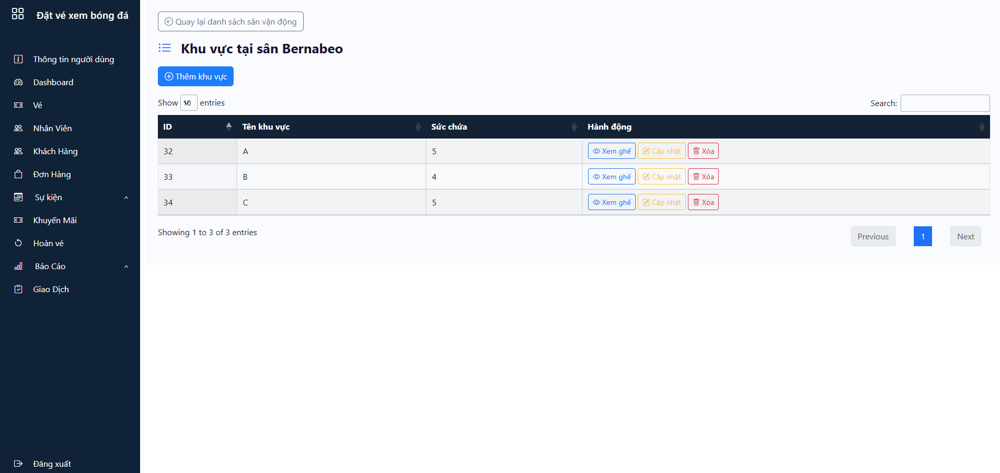 Đặt vé xem bóng đá
Thông tin người dùng
Dashboard
Vé
Nhân Viên
Khách Hàng
Đơn Hàng
Sự kiện
Khuyến Mãi
Hoàn vé
Báo Cáo
Giao Dịch
Đăng xuất
Quay lại danh sách sân vận động
Khu vực tại sân Bernabeo
Thêm khu vực
Show 10 entries
Search:
ID Tên khu vực Sức chứa Hành động
32 A 5 Xem ghế Cập nhật Xóa
33 B 4 Xem ghế Cập nhật Xóa
34 C 5 Xem ghế Cập nhật Xóa
Showing 1 to 3 of 3 entries
Previous 1 Next